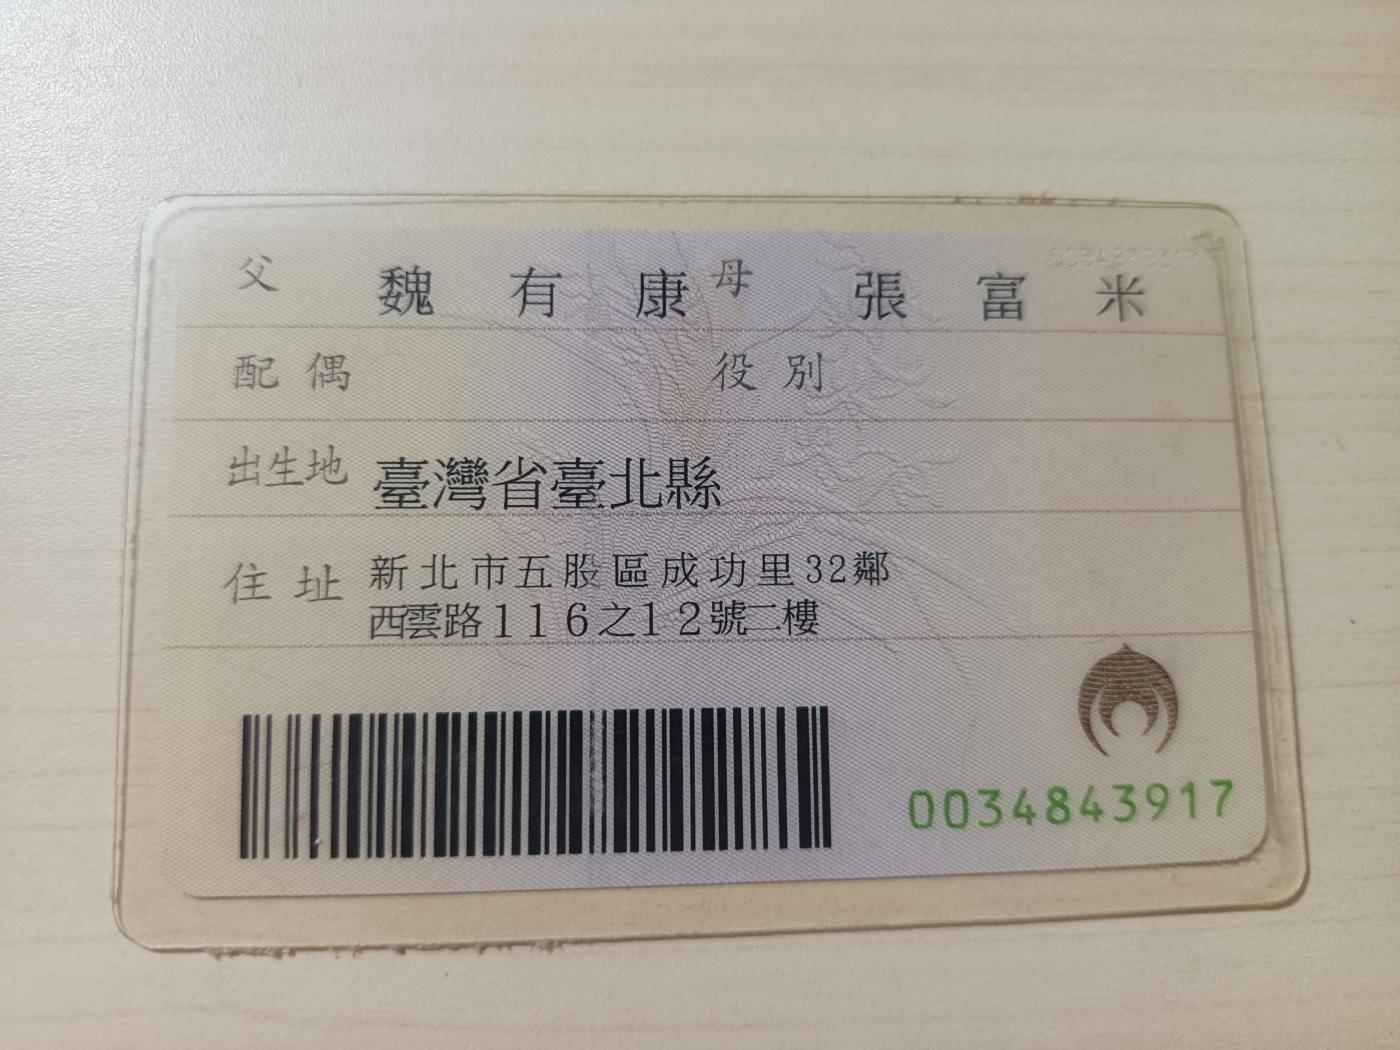 父 魏有康 母 張富米
配偶 役別
出生地 臺灣省臺北縣
住址 新北市五股區成功里32鄰
西雲路116之12號二樓
0034843917